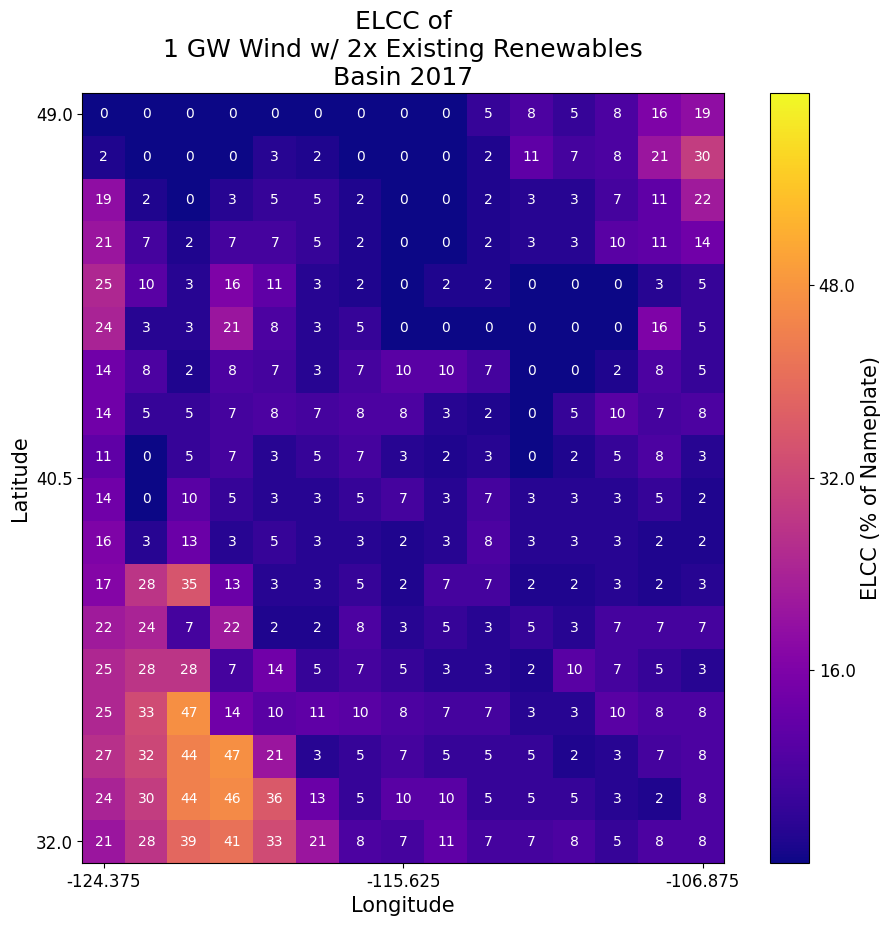 ELCC of
1 GW Wind w/ 2x Existing Renewables
Basin 2017
49.0
0 0 0 0 0 0 0 0 0 5 8 5 8 16 19
2 0 0 0 3 2 0 0 0 2 11 7 8 21 30
19 2 0 3 5 5 2 0 0 2 3 3 7 11 22
21 7 2 7 7 5 2 0 0 2 3 3 10 11 14
25 10 3 16 11 3 2 0 2 2 0 0 0 3 5
48.0
24 3 3 21 8 3 5 0 0 0 0 0 0 16 5
14 8 2 8 7 3 7 10 10 7 0 0 2 8 5
14 5 5 7 8 7 8 8 3 2 0 5 10 7 8
11 0 5 7 3 5 7 3 2 3 0 2 5 8 3
40.5
32.0
14 0 10 5 3 3 5 7 3 7 3 3 3 5 2
16 3 13 3 5 3 3 2 3 8 3 3 3 2 2
17 28 35 13 3 3 5 2 7 7 2 2 3 2 3
22 24 7 22 2 2 8 3 5 3 5 3 7 7 7
25 28 28 7 14 5 7 5 3 3 2 10 7 5 3
16.0
25 33 47 14 10 11 10 8 7 7 3 3 10 8 8
27 32 44 47 21 3 5 7 5 5 5 2 3 7 8
24 30 44 46 36 13 5 10 10 5 5 5 3 2 8
32.0
21 28 39 41 33 21 8 7 11 7 7 8 5 8 8
-124.375 -115.625 -106.875
Longitude
Latitude
ELCC (% of Nameplate)